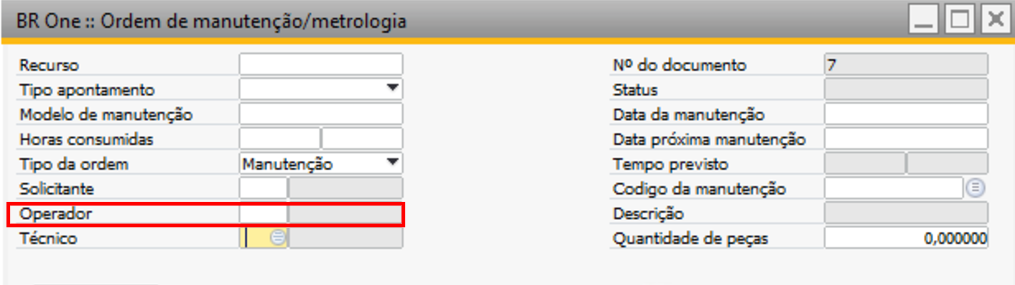 BR One :: Ordem de manutenção/metrologia
Recurso
Nº do documento 7
Tipo apontamento
Status
Modelo de manutenção
Data da manutenção
Horas consumidas
Data próxima manutenção
Tipo da ordem Manutenção
Tempo previsto
Solicitante
Codigo da manutenção
Operador
Descrição
Técnico
Quantidade de peças 0,000000